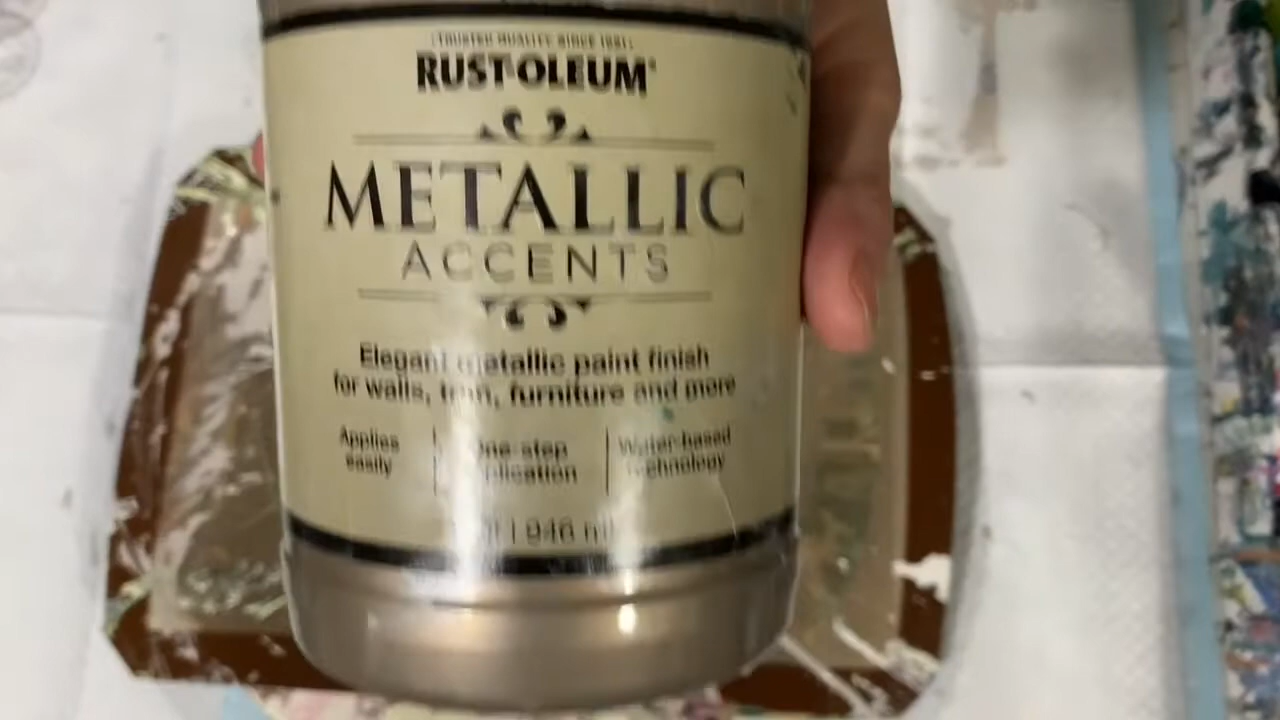 TRUSTED QUALITY SINCE 1921
RUST-OLEUM®
METALLIC
ACCENTS
Elegant metallic paint finish
for walls, trim, furniture and more
Applies easily
One-step application
Water-based Technology
946 ml